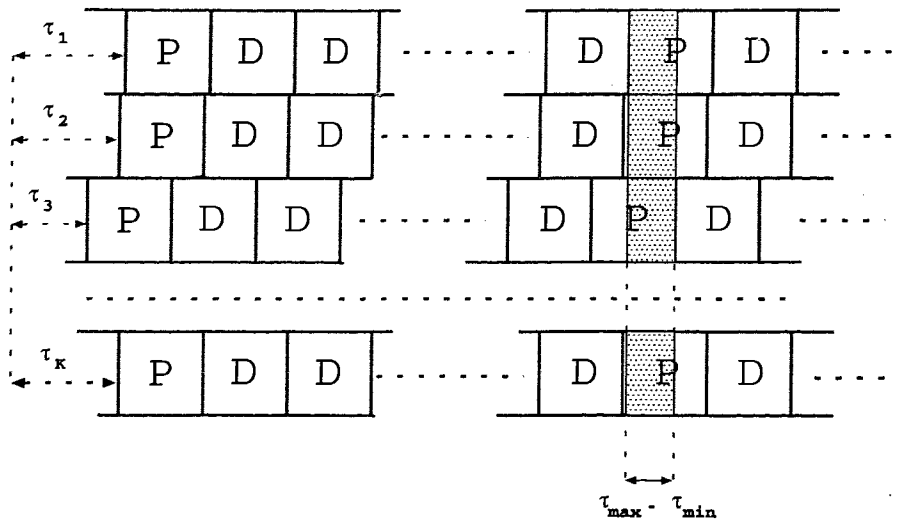 τ1 P D D D P D
τ2 P D D D P D
τ3 P D D D P D
τK P D D D P D
τmax - τmin